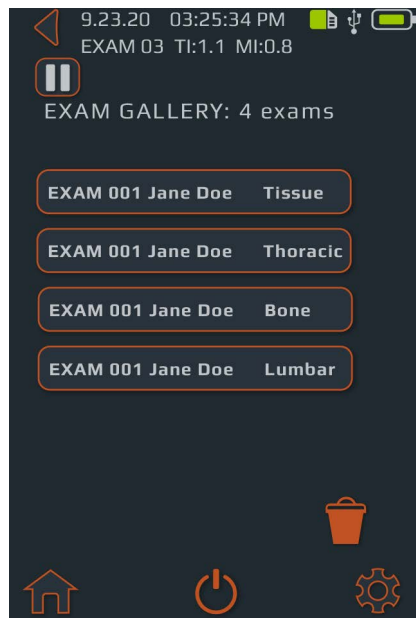 9.23.20 03:25:34 PM
EXAM 03 TI:1.1 MI:0.8
EXAM GALLERY: 4 exams
EXAM 001 Jane Doe Tissue
EXAM 001 Jane Doe Thoracic
EXAM 001 Jane Doe Bone
EXAM 001 Jane Doe Lumbar